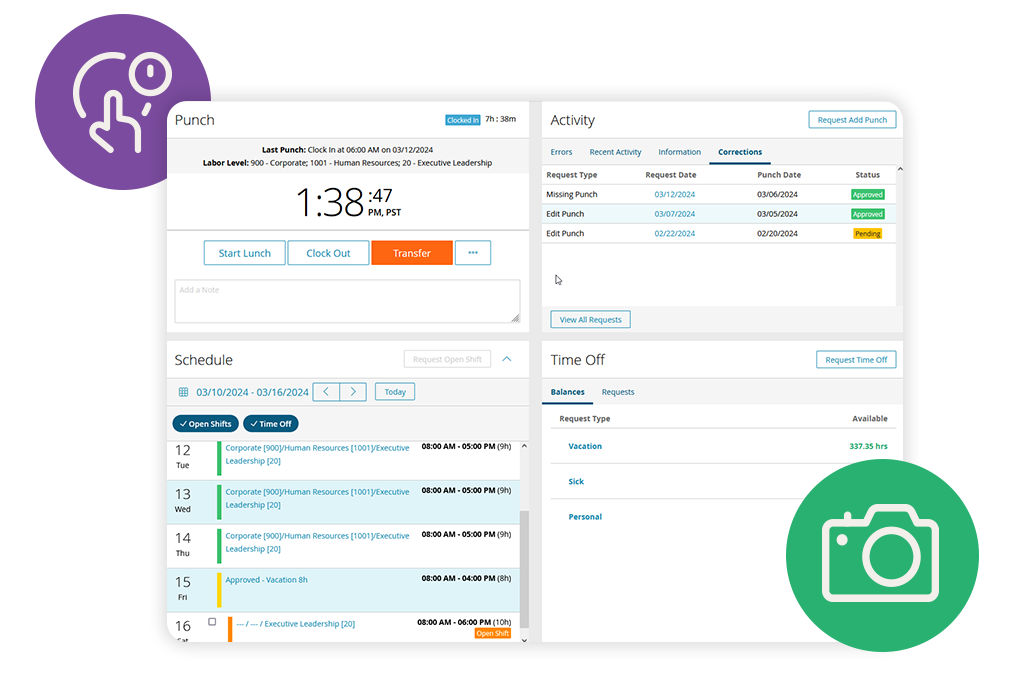 Punch
Clocked In 7h : 38m
Last Punch: Clock In at 06:00 AM on 03/12/2024
Labor Level: 900 - Corporate; 1001 - Human Resources; 20 - Executive Leadership
1:38 :47
PM, PST
Start Lunch Clock Out Transfer ...
Add a Note
Activity
Request Add Punch
Errors Recent Activity Information Corrections
Request Type Request Date Punch Date Status
Missing Punch 03/12/2024 03/06/2024 Approved
Edit Punch 03/07/2024 03/05/2024 Approved
Edit Punch 02/22/2024 02/20/2024 Pending
View All Requests
Schedule
Request Open Shift
03/10/2024 - 03/16/2024 Today
Open Shifts Time Off
12 Corporate [900]/Human Resources [1001]/Executive 08:00 AM - 05:00 PM (9h)
Tue Leadership [20]
13 Corporate [900]/Human Resources [1001]/Executive 08:00 AM - 05:00 PM (9h)
Wed Leadership [20]
14 Corporate [900]/Human Resources [1001]/Executive 08:00 AM - 05:00 PM (9h)
Thu Leadership [20]
15 Approved - Vacation 8h 08:00 AM - 04:00 PM (8h)
Fri
16 --- / --- / Executive Leadership [20] 08:00 AM - 06:00 PM (10h)
Sat Open Shift
Time Off
Request Time Off
Balances Requests
Request Type Available
Vacation 337.35 hrs
Sick
Personal